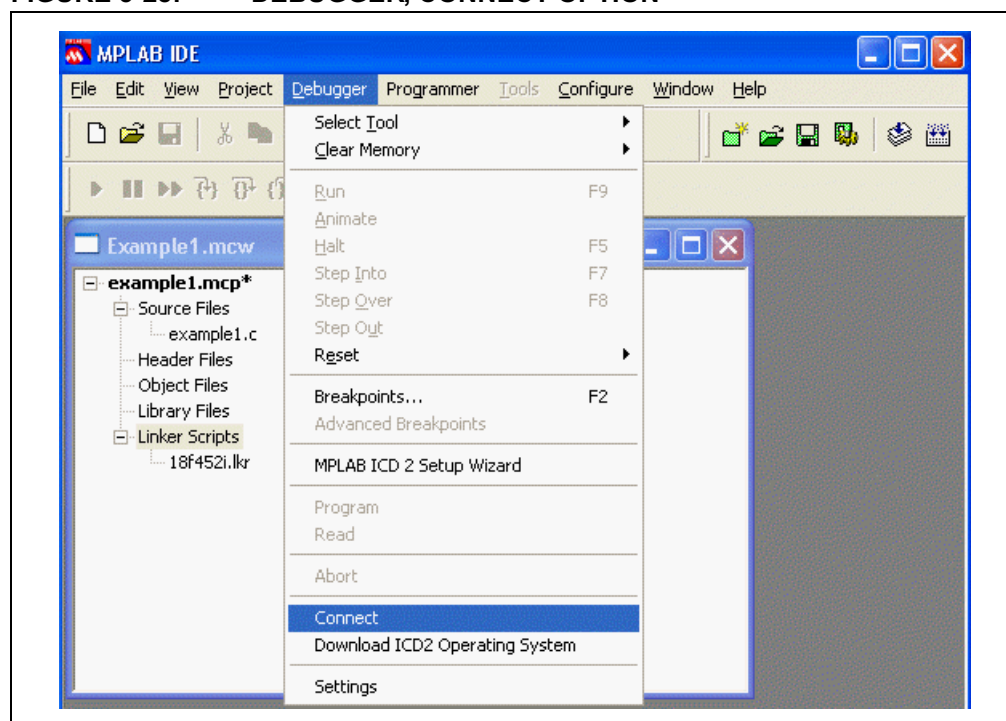 DEBUGGER, CONNECT OPTION
MPLAB IDE
File Edit View Project Debugger Programmer Tools Configure Window Help
Example1.mcw
example1.mcp*
Source Files
example1.c
Header Files
Object Files
Library Files
Linker Scripts
18f452i.lkr
Select Tool
Clear Memory
Run F9
Animate
Halt F5
Step Into F7
Step Over F8
Step Out
Reset
Breakpoints... F2
Advanced Breakpoints
MPLAB ICD 2 Setup Wizard
Program
Read
Abort
Connect
Download ICD2 Operating System
Settings